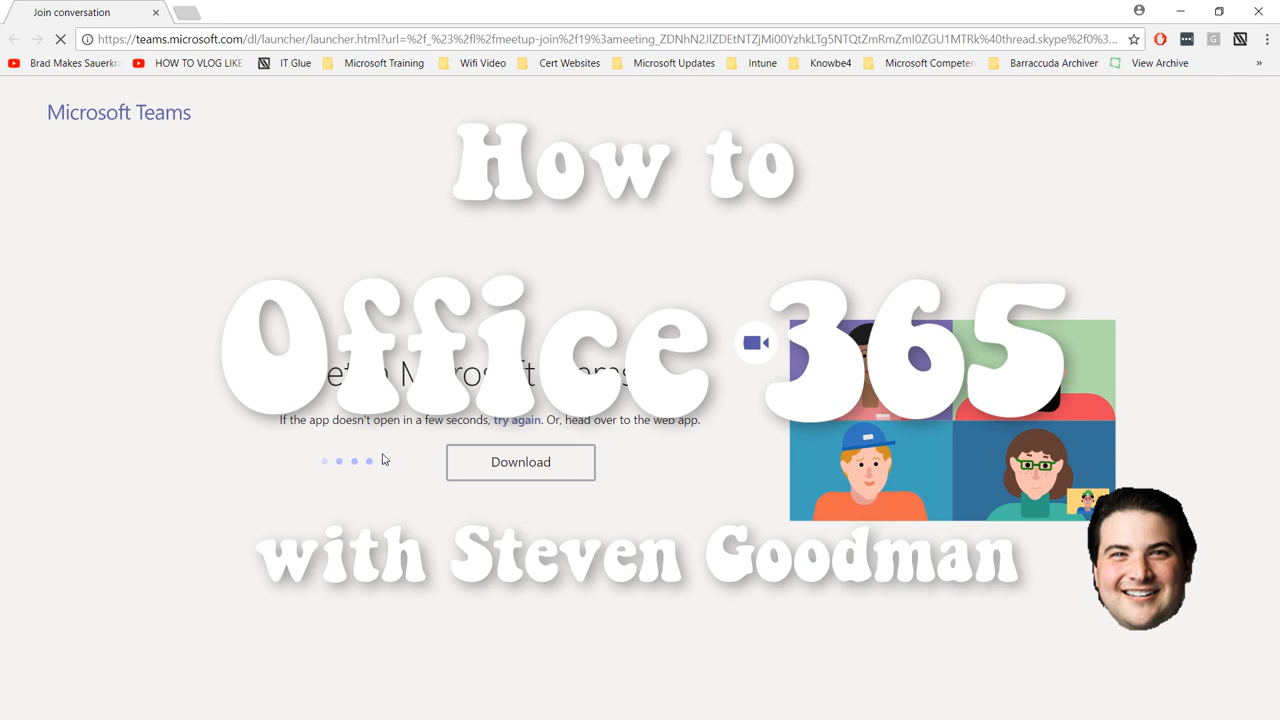 Join conversation
https://teams.microsoft.com/dl/launcher/launcher.html?url=%2f_%23%2fl%2fmeetup-join%2f19%3ameeting_ZDNhN2JlZDEtNTZjMi00YzhkLTg5NTQtZmRmZmI0ZGU1MTRk%40thread.skype%2f0%3...
Brad Makes Sauerkra
HOW TO VLOG LIKE
IT Glue
Microsoft Training
Wifi Video
Cert Websites
Microsoft Updates
Intune
Knowbe4
Microsoft Compete
Barracuda Archiver
View Archive
Microsoft Teams
How to
Office 365
If the app doesn't open in a few seconds, try again. Or, head over to the web app.
Download
with Steven Goodman